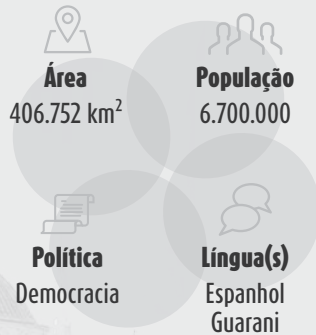 Área
406.752 km²
População
6.700.000
Política
Democracia
Língua(s)
Espanhol
Guarani